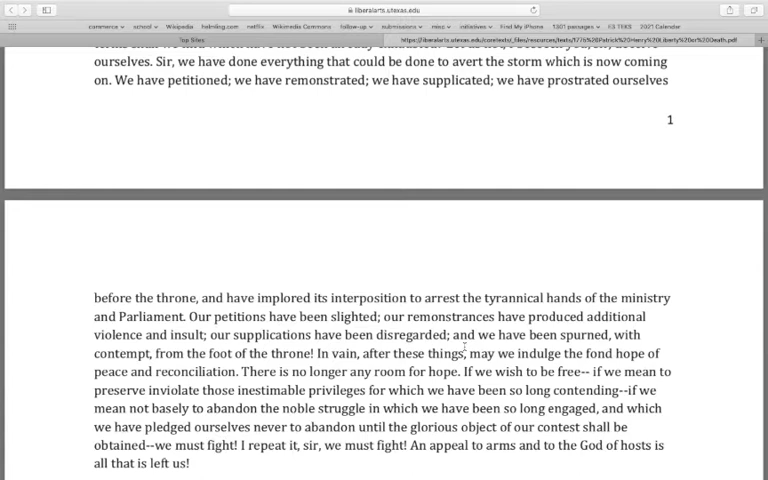 liberalarts.utexas.edu
commerce school Wikipedia helmling.com netflix Wikimedia Commons follow-up submissions misc initiatives Find My iPhone 1301 passages E3 TEKS 2021 Calendar
Top Sites
ourselves. Sir, we have done everything that could be done to avert the storm which is now coming
on. We have petitioned; we have remonstrated; we have supplicated; we have prostrated ourselves
1
before the throne, and have implored its interposition to arrest the tyrannical hands of the ministry
and Parliament. Our petitions have been slighted; our remonstrances have produced additional
violence and insult; our supplications have been disregarded; and we have been spurned, with
contempt, from the foot of the throne! In vain, after these things, may we indulge the fond hope of
peace and reconciliation. There is no longer any room for hope. If we wish to be free-- if we mean to
preserve inviolate those inestimable privileges for which we have been so long contending--if we
mean not basely to abandon the noble struggle in which we have been so long engaged, and which
we have pledged ourselves never to abandon until the glorious object of our contest shall be
obtained--we must fight! I repeat it, sir, we must fight! An appeal to arms and to the God of hosts is
all that is left us!